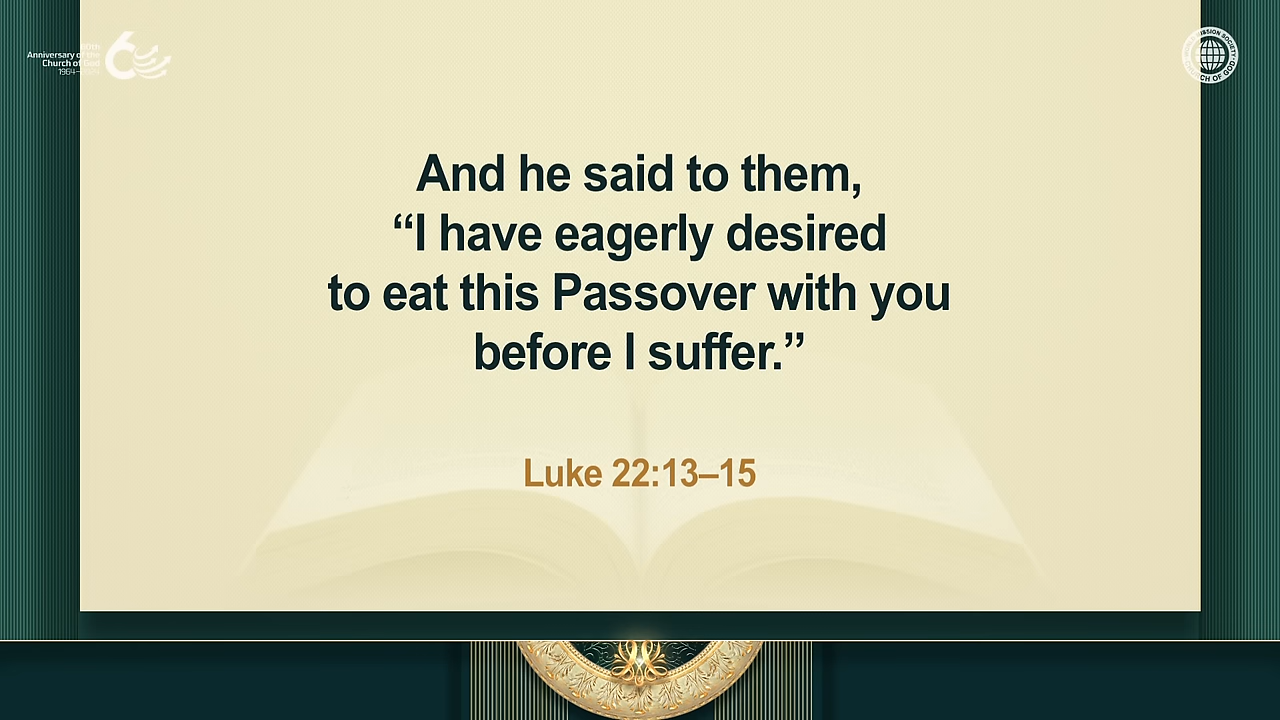 Anniversary of the
Church of God
And he said to them,
“I have eagerly desired
to eat this Passover with you
before I suffer.”
Luke 22:13–15